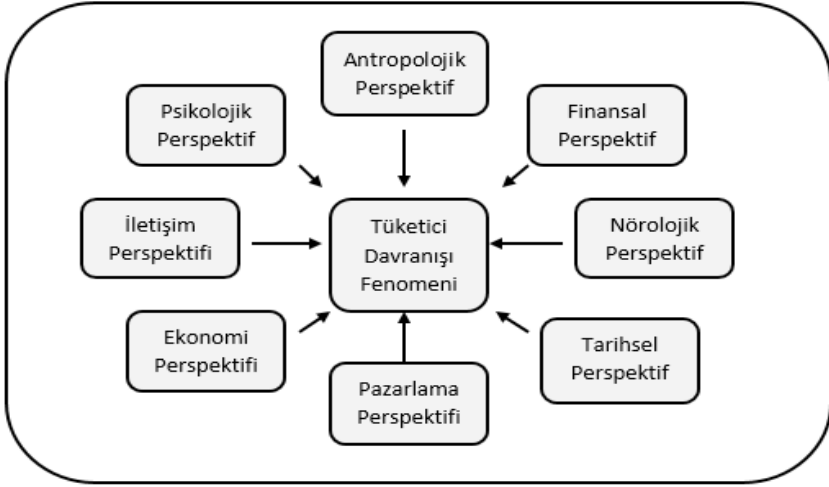 Antropolojik
Perspektif
Psikolojik
Perspektif
Finansal
Perspektif
İletişim
Perspektifi
Tüketici
Davranışı
Fenomeni
Nörolojik
Perspektif
Ekonomi
Perspektifi
Pazarlama
Perspektifi
Tarihsel
Perspektif